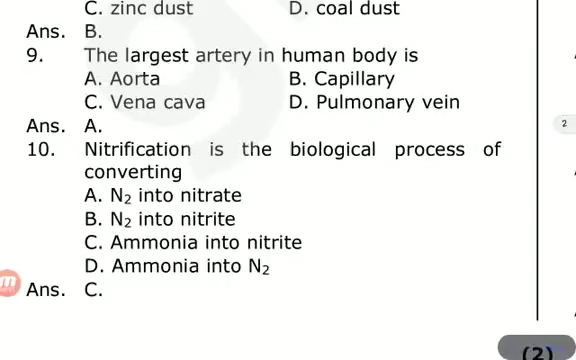 C. zinc dust D. coal dust
Ans. B.
9. The largest artery in human body is
A. Aorta B. Capillary
C. Vena cava D. Pulmonary vein
Ans. A.
2
10. Nitrification is the biological process of
converting
A. N₂ into nitrate
B. N₂ into nitrite
C. Ammonia into nitrite
D. Ammonia into N₂
Ans. C.
(2)